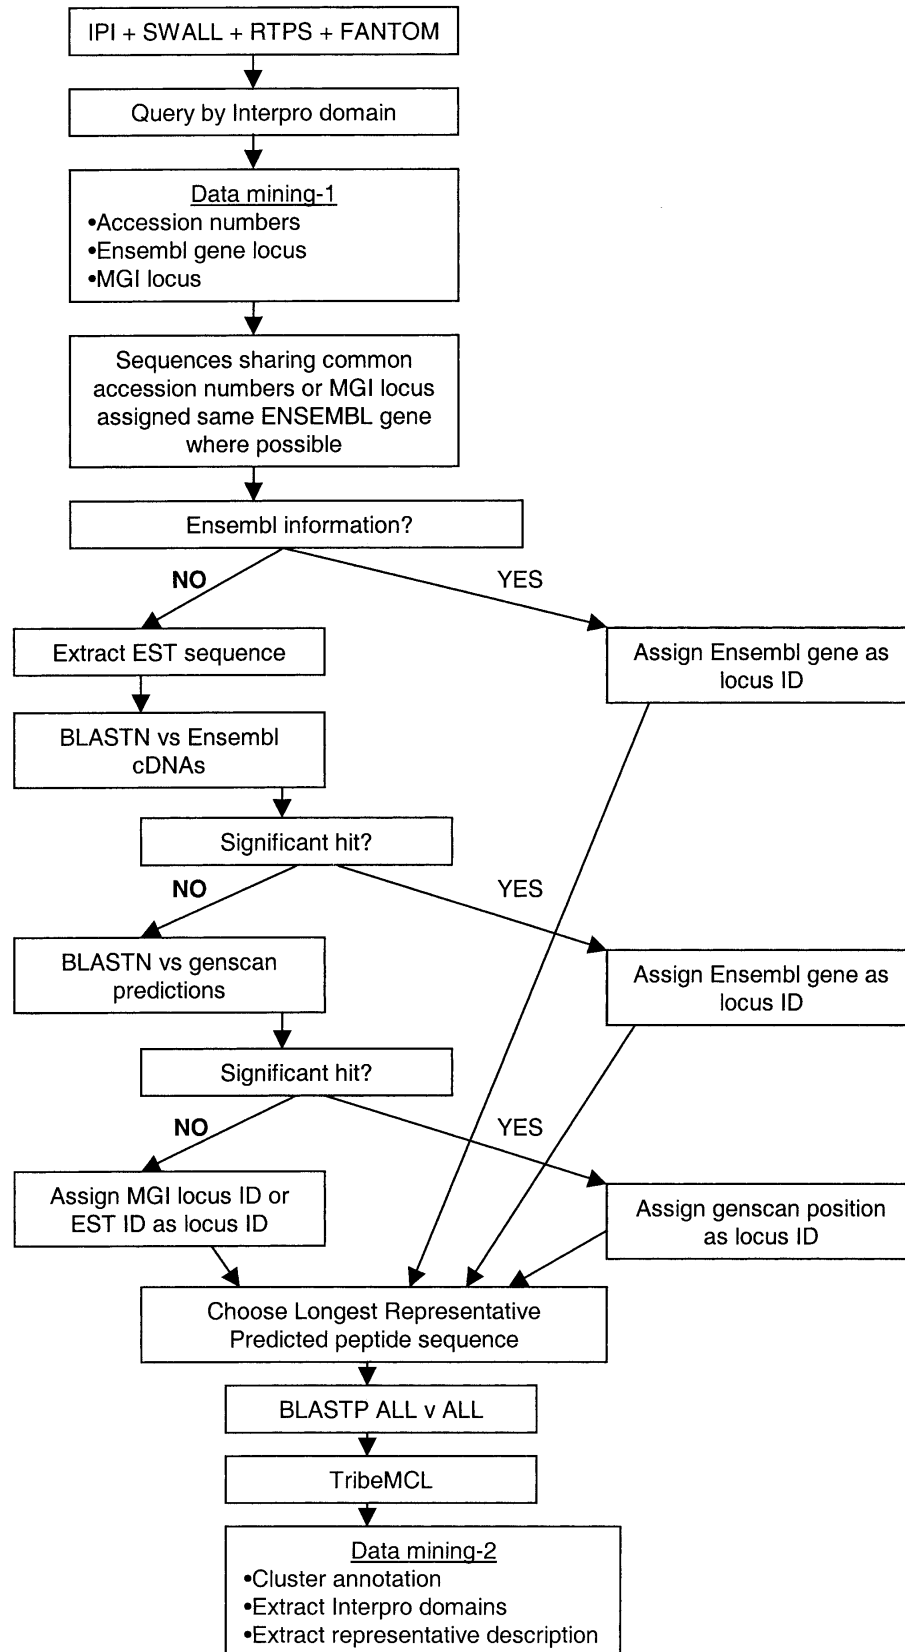 IPI + SWALL + RTPS + FANTOM
Query by Interpro domain
Data mining-1
•Accession numbers
•Ensembl gene locus
•MGI locus
Sequences sharing common
accession numbers or MGI locus
assigned same ENSEMBL gene
where possible
Ensembl information?
NO
YES
Extract EST sequence
Assign Ensembl gene as
locus ID
BLASTN vs Ensembl
cDNAs
Significant hit?
NO
YES
BLASTN vs genscan
predictions
Assign Ensembl gene as
locus ID
Significant hit?
NO
YES
Assign MGI locus ID or
EST ID as locus ID
Assign genscan position
as locus ID
Choose Longest Representative
Predicted peptide sequence
BLASTP ALL v ALL
TribeMCL
Data mining-2
•Cluster annotation
•Extract Interpro domains
•Extract representative description